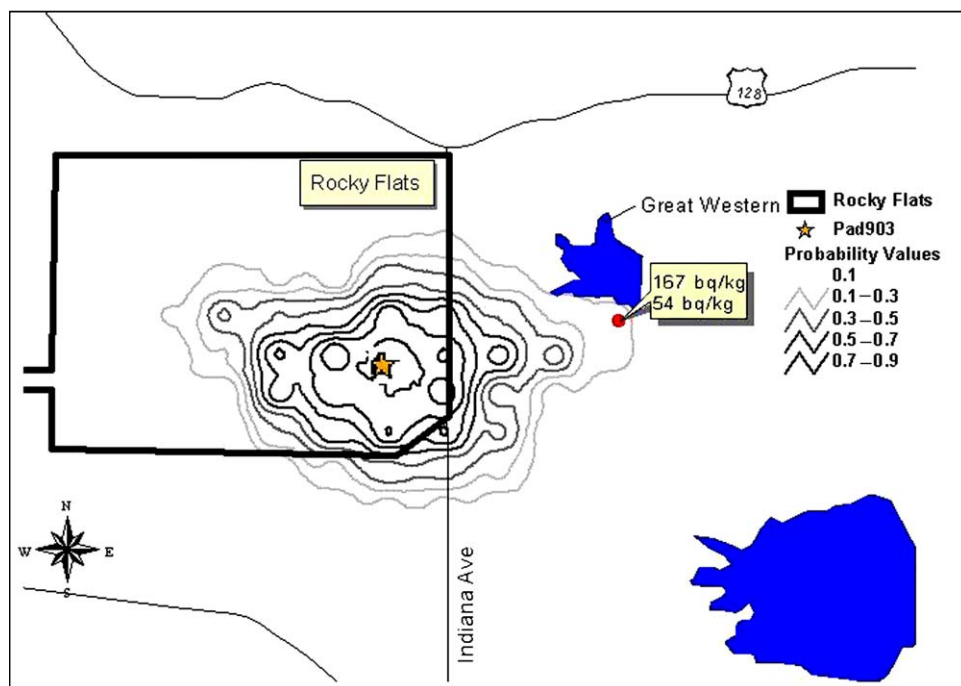 128
Rocky Flats
Great Western
167 bq/kg
54 bq/kg
Rocky Flats
Pad903
Probability Values
0.1
0.1–0.3
0.3–0.5
0.5–0.7
0.7–0.9
N
W E
S
Indiana Ave